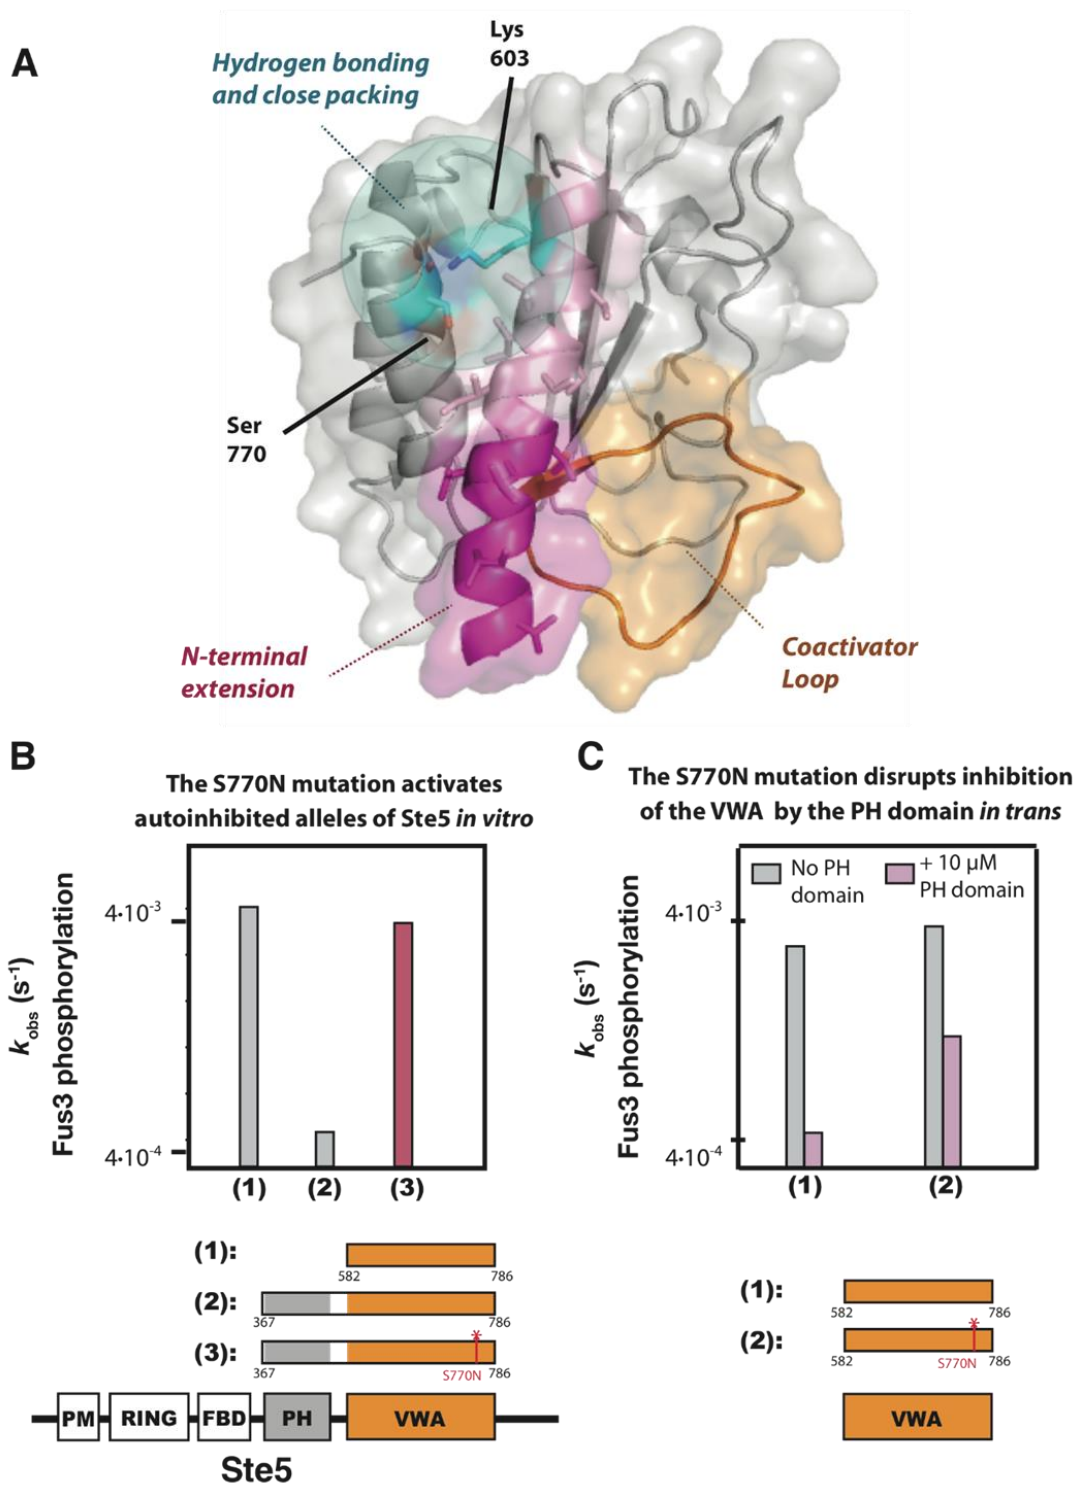 A
Hydrogen bonding
and close packing
Lys
603
Ser
770
N-terminal
extension
Coactivator
Loop
B
The S770N mutation activates
autoinhibited alleles of Ste5 in vitro
k_obs (s⁻¹)
Fus3 phosphorylation
4•10⁻³
4•10⁻⁴
(1) (2) (3)
(1):
582 786
(2):
367 786
(3):
367 S770N 786
*
PM RING FBD PH VWA
Ste5
C
The S770N mutation disrupts inhibition
of the VWA by the PH domain in trans
k_obs (s⁻¹)
Fus3 phosphorylation
No PH
domain
+ 10 µM
PH domain
4•10⁻³
4•10⁻⁴
(1) (2)
(1):
582 786
(2):
*
582 S770N 786
VWA